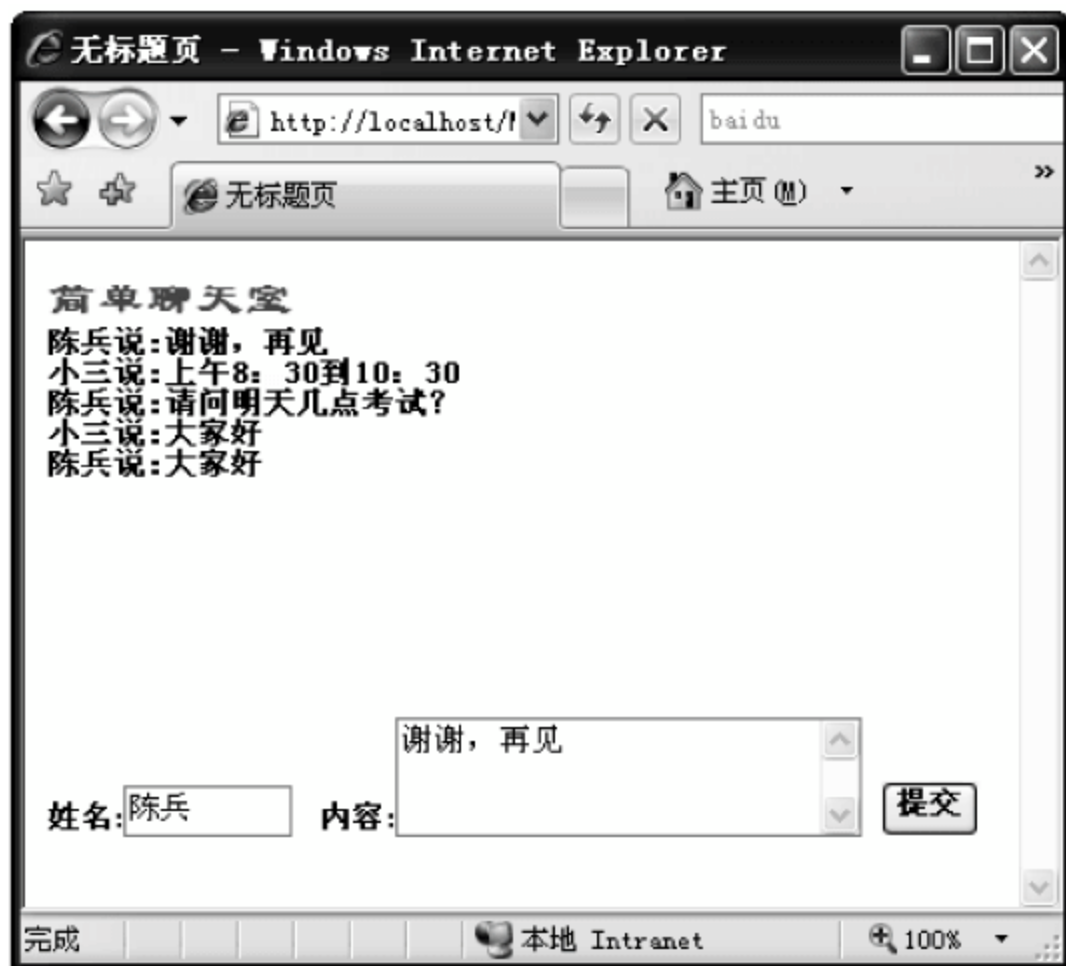 无标题页 - Windows Internet Explorer
http://localhost/
baidu
无标题页
主页(M)
»
简单聊天室
陈兵说:谢谢，再见
小三说:上午8：30到10：30
陈兵说:请问明天几点考试？
小三说:大家好
陈兵说:大家好
谢谢，再见
姓名:陈兵 内容: 提交
完成 本地 Intranet 100%